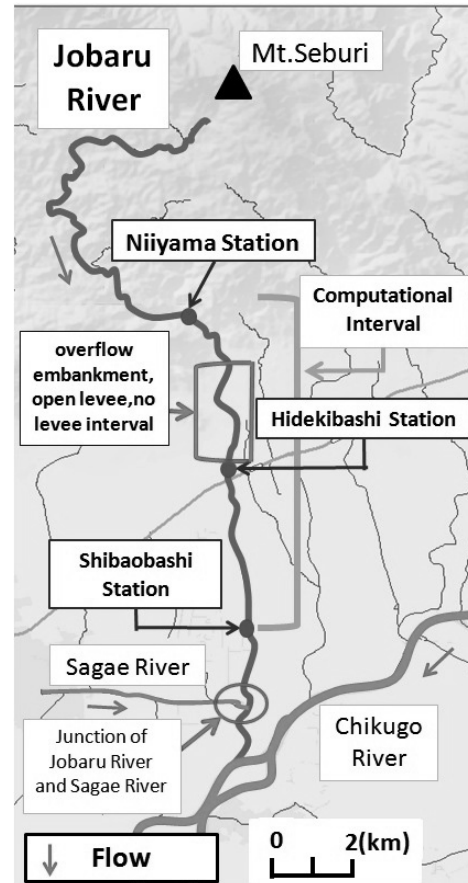 Jobaru
River
Mt.Seburi
Niiyama Station
Computational
Interval
overflow
embankment,
open levee,no
levee interval
Hidekibashi Station
Shibaobashi
Station
Sagae River
Junction of
Jobaru River
and Sagae River
Chikugo
River
Flow
0 2(km)